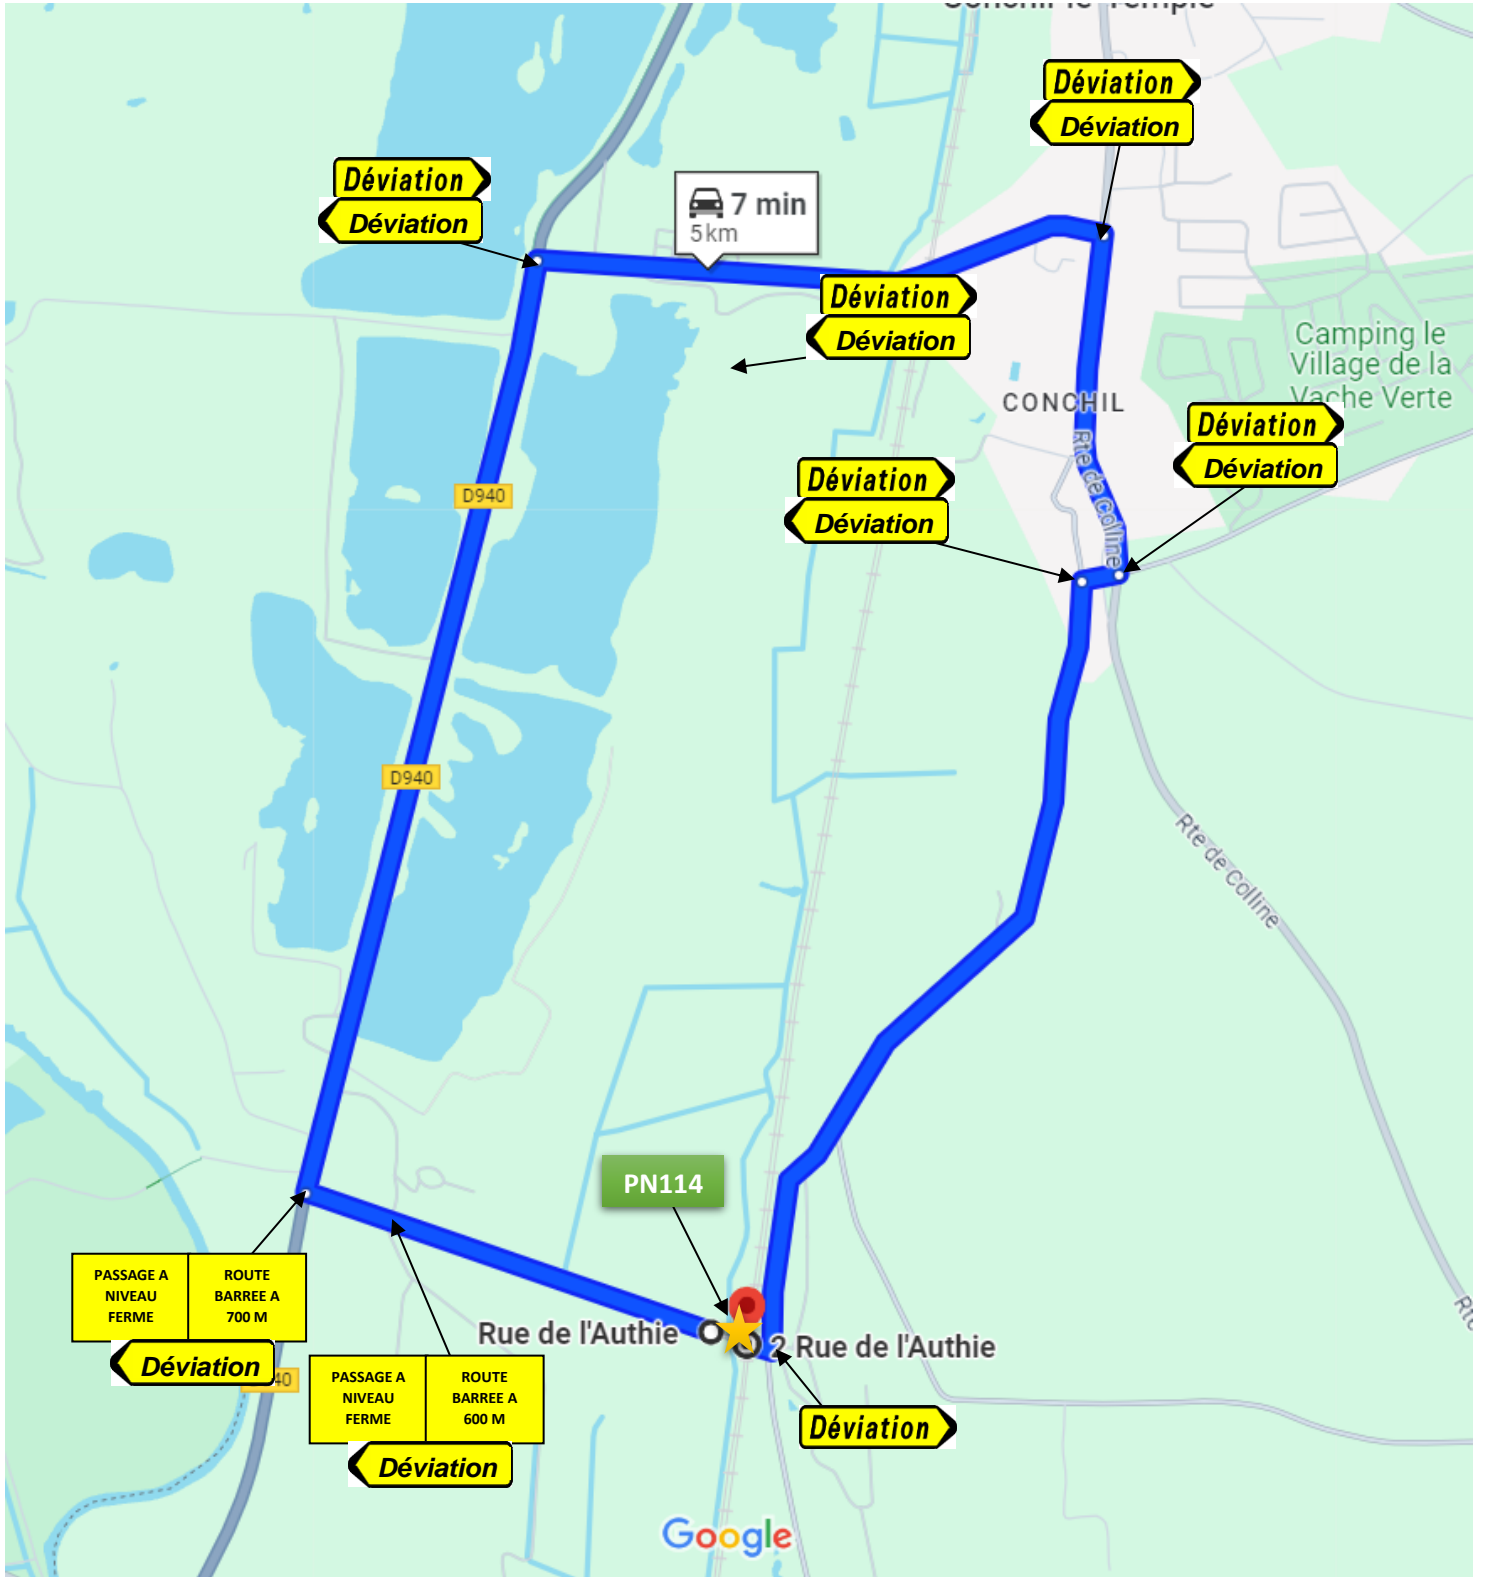 Conchil-le-Temple
Déviation
Déviation
Déviation
Déviation
7 min
5 km
Déviation
Déviation
Camping le
Village de la
Vache Verte
CONCHIL
Déviation
Déviation
Rte de Colline
Déviation
Déviation
D940
D940
Rte de Colline
PN114
PASSAGE A
NIVEAU
FERME
ROUTE
BARREE A
700 M
Déviation
Rue de l'Authie
2 Rue de l'Authie
40
PASSAGE A
NIVEAU
FERME
ROUTE
BARREE A
600 M
Déviation
Déviation
Google